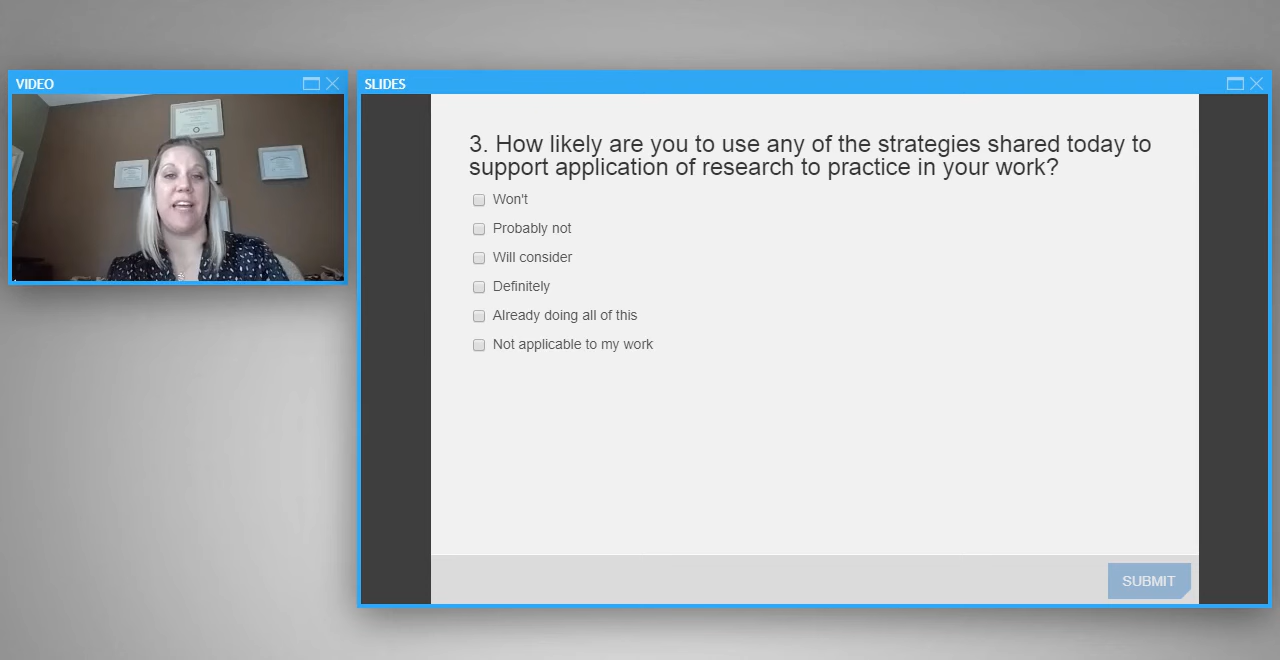 VIDEO
SLIDES
3. How likely are you to use any of the strategies shared today to
support application of research to practice in your work?
Won't
Probably not
Will consider
Definitely
Already doing all of this
Not applicable to my work
SUBMIT